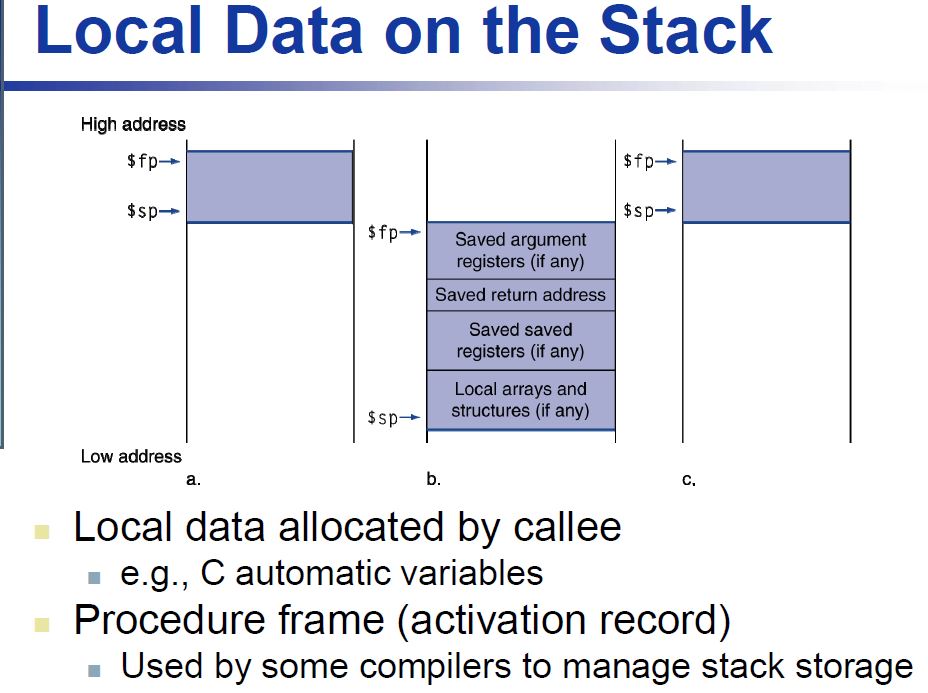 Local Data on the Stack
High address
$fp
$sp
$fp
Saved argument
registers (if any)
Saved return address
Saved saved
registers (if any)
Local arrays and
structures (if any)
$sp
$fp
$sp
Low address
a.
b.
c.
Local data allocated by callee
e.g., C automatic variables
Procedure frame (activation record)
Used by some compilers to manage stack storage